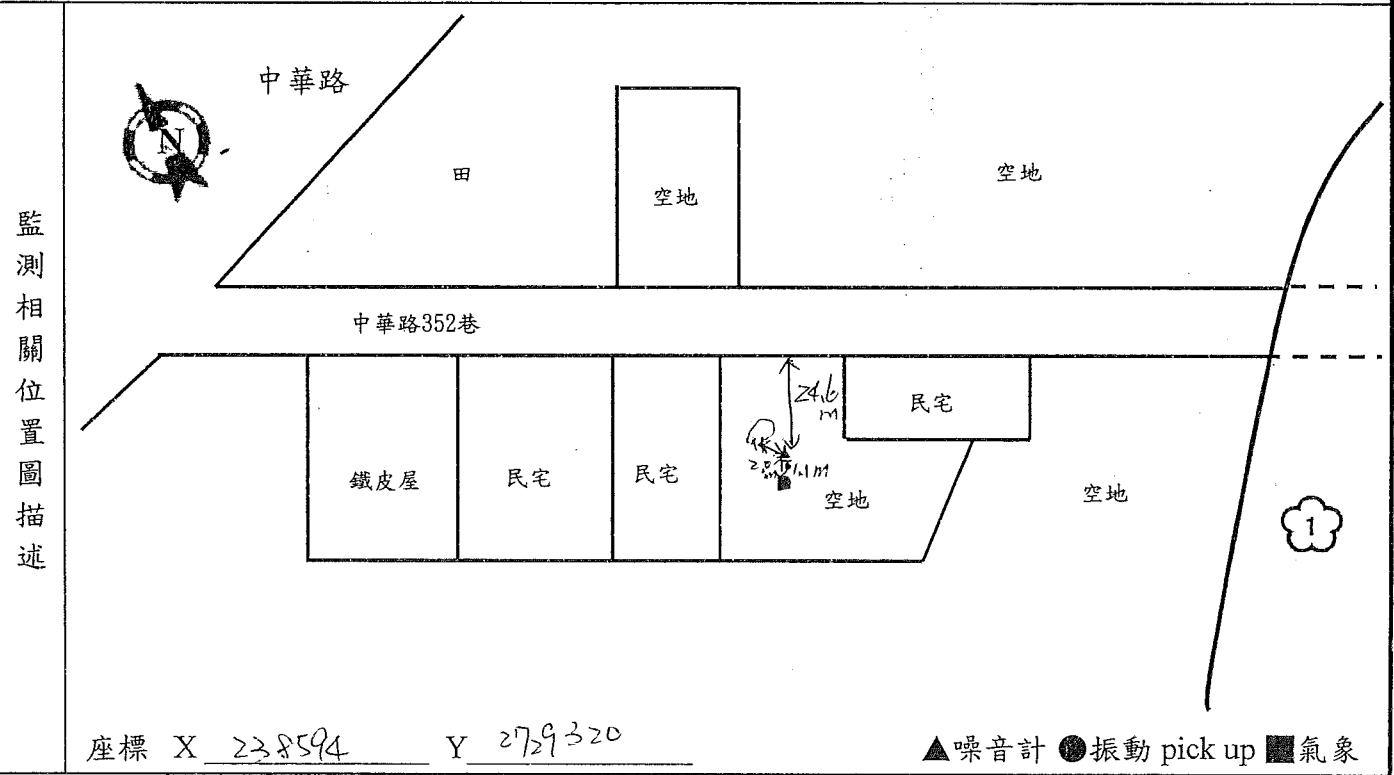 監測相關位置圖描述
中華路
N
田
空地
空地
中華路352巷
24.6
m
民宅
鐵皮屋
民宅
民宅
1.1m
空地
空地
1
座標 X 238594 Y 2729320
▲噪音計 ●振動 pick up ■氣象